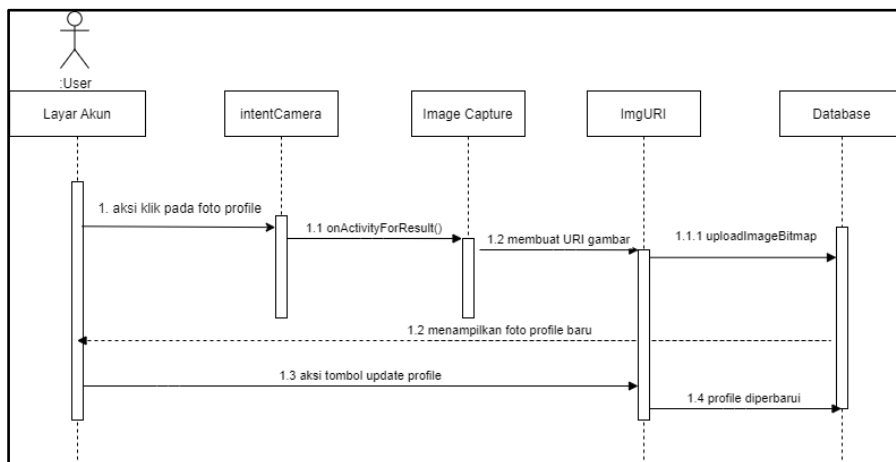 :User
Layar Akun
intentCamera
Image Capture
ImgURI
Database
1. aksi klik pada foto profile
1.1 onActivityForResult()
1.2 membuat URI gambar
1.1.1 uploadImageBitmap
1.2 menampilkan foto profile baru
1.3 aksi tombol update profile
1.4 profile diperbarui